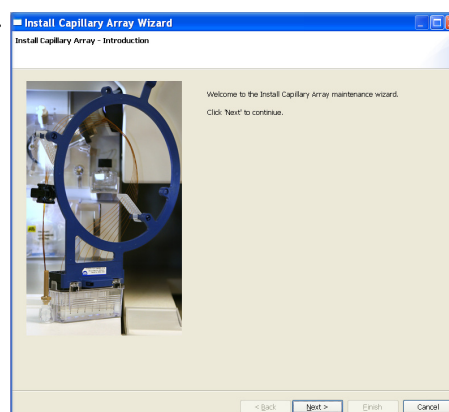 Install Capillary Array Wizard
Install Capillary Array - Introduction
Welcome to the Install Capillary Array maintenance wizard.
Click 'Next' to continiue.
< Back
Next >
Finish
Cancel